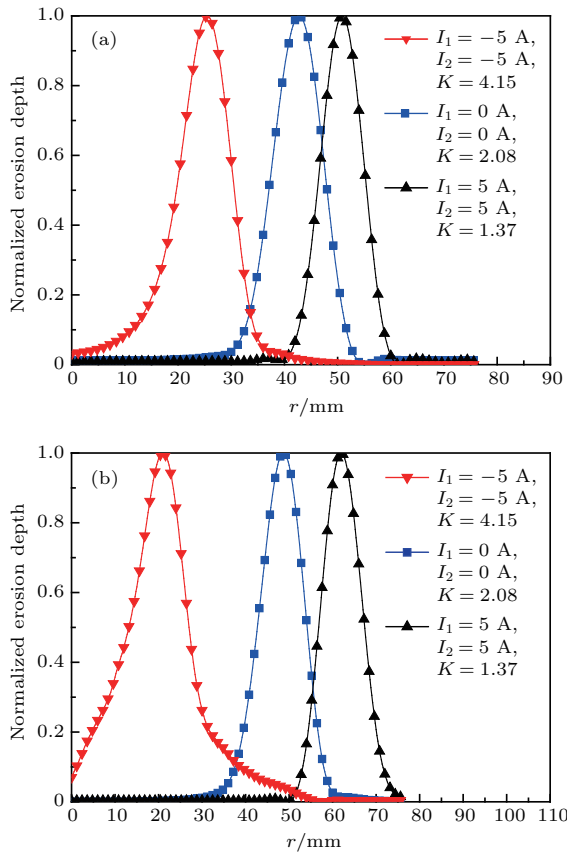 (a)
I₁ = −5 A,
I₂ = −5 A,
K = 4.15
I₁ = 0 A,
I₂ = 0 A,
K = 2.08
I₁ = 5 A,
I₂ = 5 A,
K = 1.37
Normalized erosion depth
1.0
0.8
0.6
0.4
0.2
0
0 10 20 30 40 50 60 70 80 90
r/mm
(b)
I₁ = −5 A,
I₂ = −5 A,
K = 4.15
I₁ = 0 A,
I₂ = 0 A,
K = 2.08
I₁ = 5 A,
I₂ = 5 A,
K = 1.37
Normalized erosion depth
1.0
0.8
0.6
0.4
0.2
0
0 10 20 30 40 50 60 70 80 90 110
r/mm